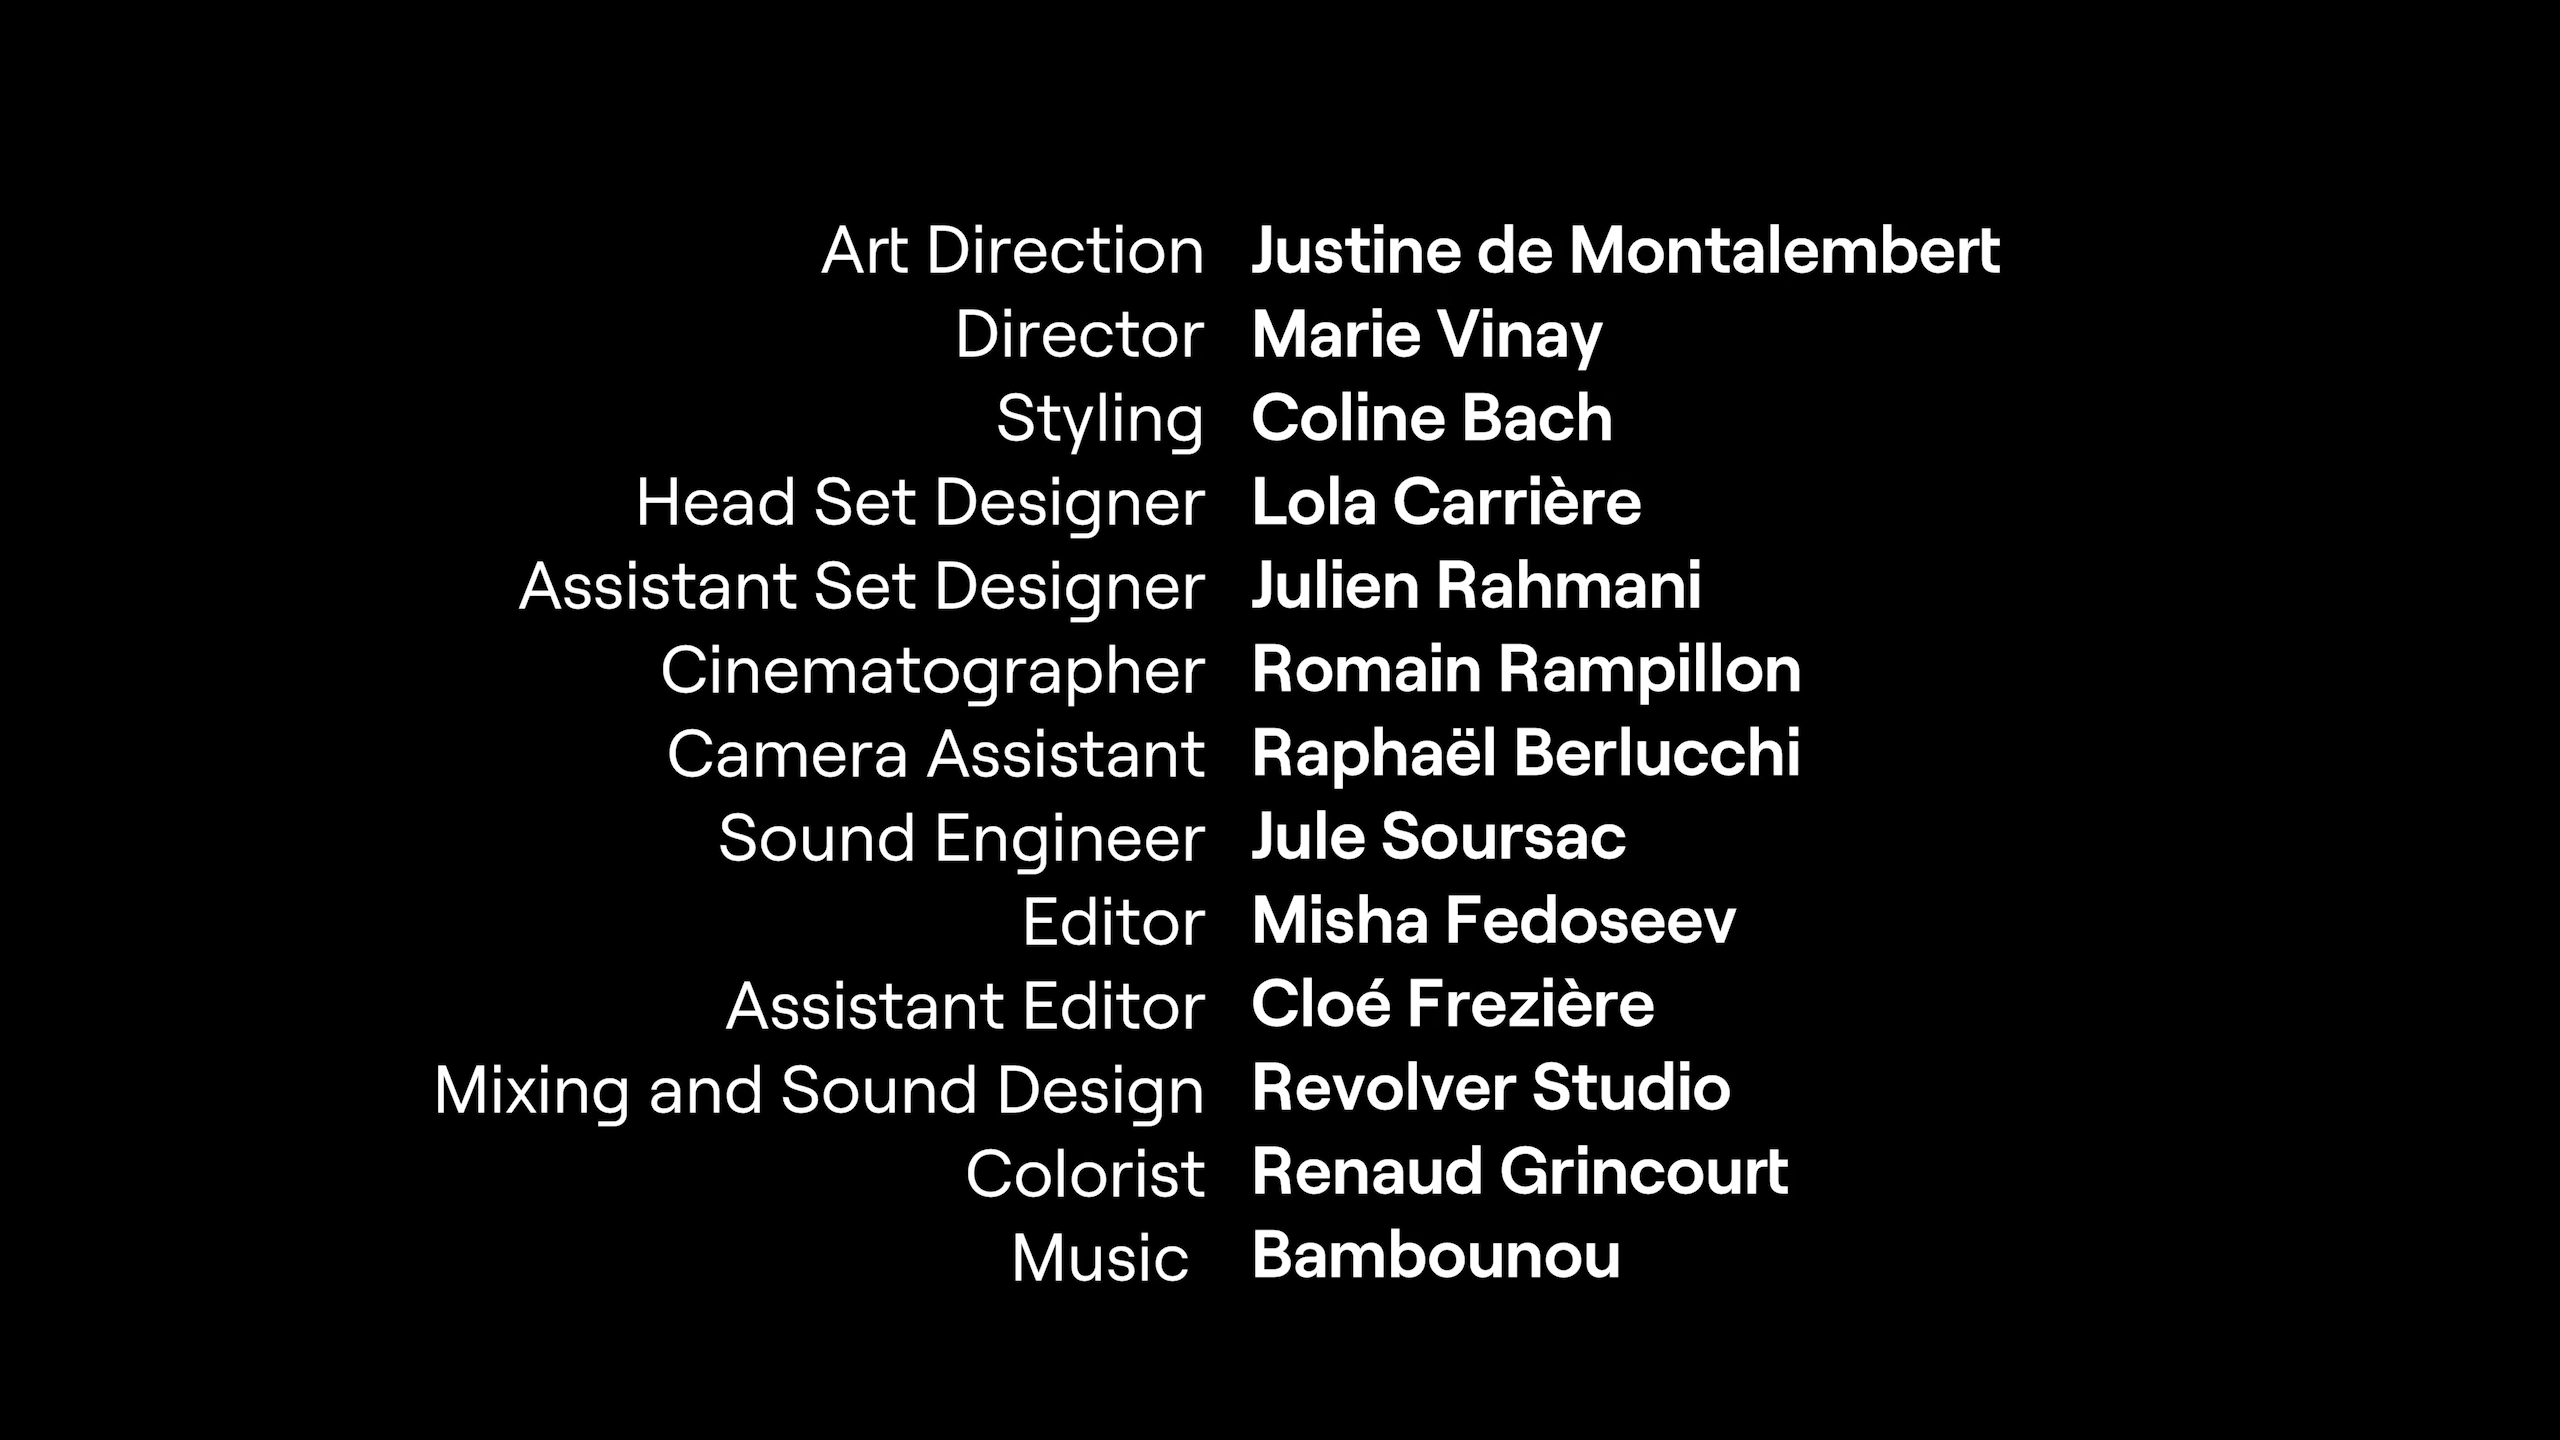 Art Direction Justine de Montalembert
Director Marie Vinay
Styling Coline Bach
Head Set Designer Lola Carrière
Assistant Set Designer Julien Rahmani
Cinematographer Romain Rampillon
Camera Assistant Raphaël Berlucchi
Sound Engineer Jule Soursac
Editor Misha Fedoseev
Assistant Editor Cloé Frezière
Mixing and Sound Design Revolver Studio
Colorist Renaud Grincourt
Music Bambounou